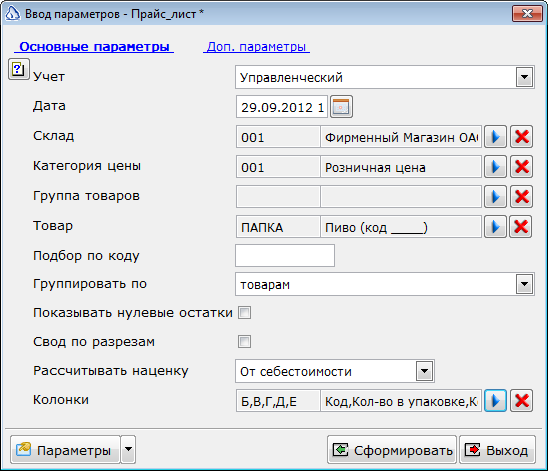 Ввод параметров - Прайс_лист *
Основные параметры Доп. параметры
Учет Управленческий
Дата 29.09.2012 1
Склад 001 Фирменный Магазин ОА
Категория цены 001 Розничная цена
Группа товаров
Товар ПАПКА Пиво (код ____)
Подбор по коду
Группировать по товарам
Показывать нулевые остатки
Свод по разрезам
Рассчитывать наценку От себестоимости
Колонки Б,В,Г,Д,Е Код,Кол-во в упаковке,К
Параметры Сформировать Выход